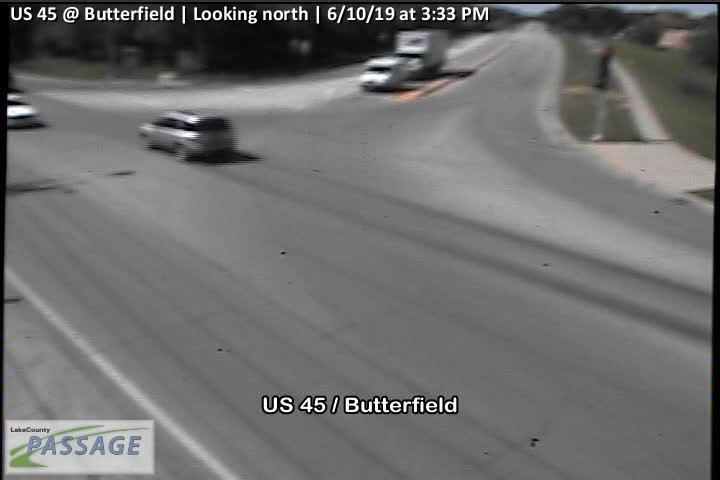 US 45 @ Butterfield | Looking north | 6/10/19 at 3:33 PM
US 45 / Butterfield
LakeCounty
PASSAGE